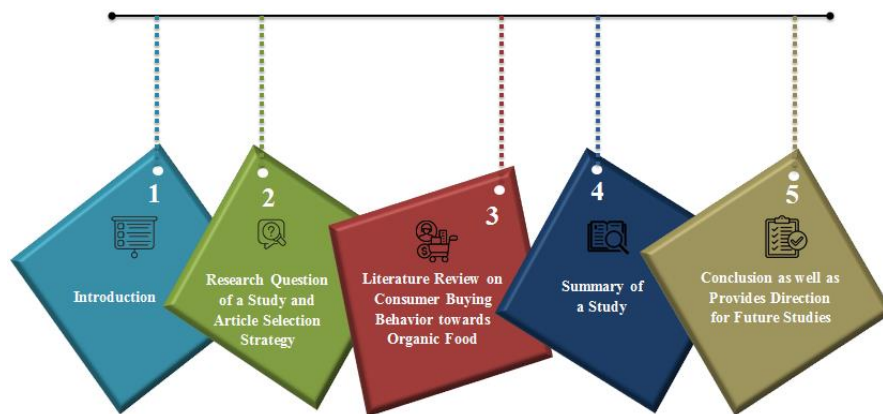 1
Introduction
2
Research Question
of a Study and
Article Selection
Strategy
3
Literature Review on
Consumer Buying
Behavior towards
Organic Food
4
Summary of
a Study
5
Conclusion as well as
Provides Direction
for Future Studies